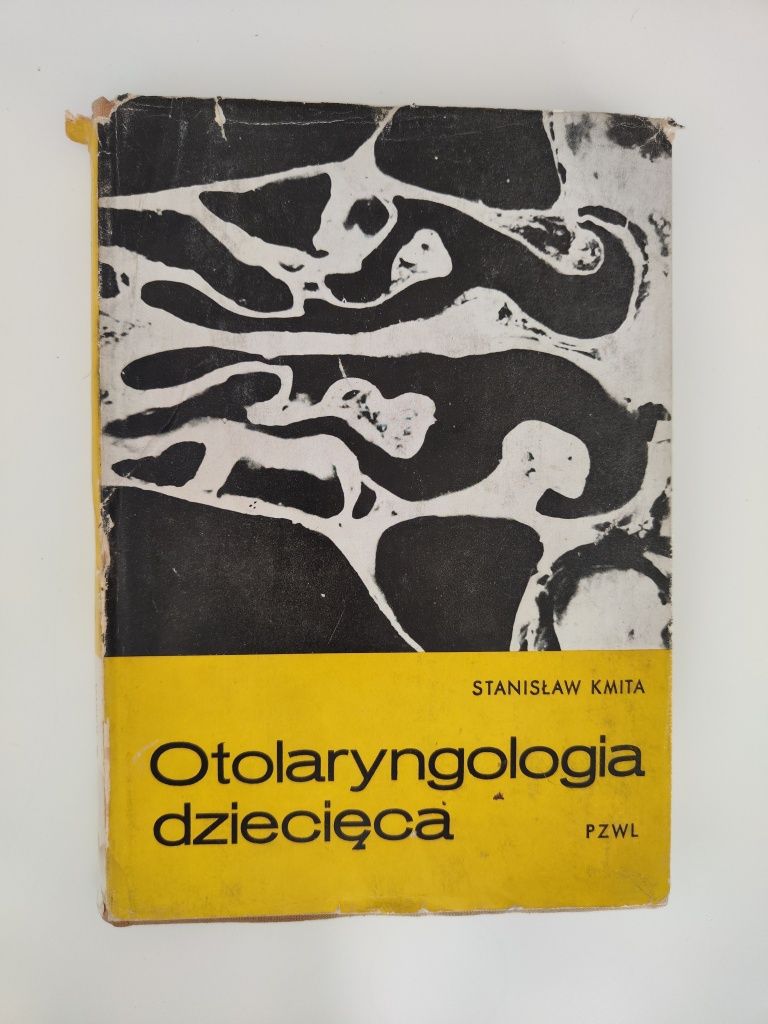 STANISŁAW KMITA
Otolaryngologia
dziecięca
PZWL